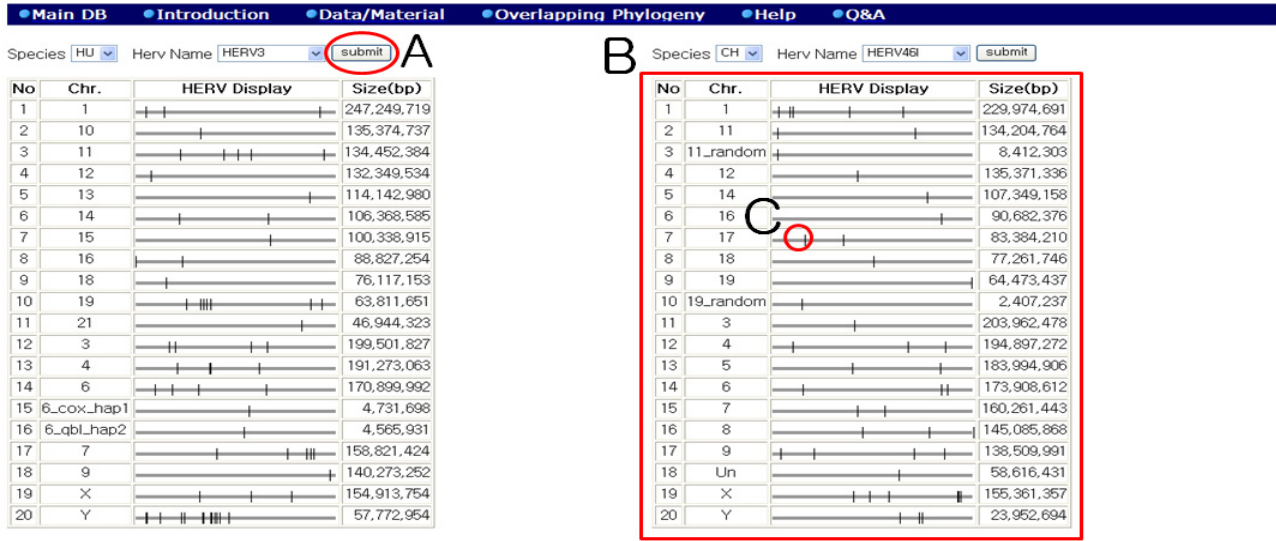 Main DB Introduction Data/Material Overlapping Phylogeny Help Q&A
Species HU Herv Name HERV3 submit A
No Chr. HERV Display Size(bp)
1 1 247,249,719
2 10 135,374,737
3 11 134,452,384
4 12 132,349,534
5 13 114,142,980
6 14 106,368,585
7 15 100,338,915
8 16 88,827,254
9 18 76,117,153
10 19 63,811,651
11 21 46,944,323
12 3 199,501,827
13 4 191,273,063
14 6 170,899,992
15 6_cox_hap1 4,731,698
16 6_qbl_hap2 4,565,931
17 7 158,821,424
18 9 140,273,252
19 X 154,913,754
20 Y 57,772,954
B Species CH Herv Name HERV46I submit
No Chr. HERV Display Size(bp)
1 1 229,974,691
2 11 134,204,764
3 11_random 8,412,303
4 12 135,371,336
5 14 107,349,158
6 16 C 90,682,376
7 17 83,384,210
8 18 77,261,746
9 19 64,473,437
10 19_random 2,407,237
11 3 203,962,478
12 4 194,897,272
13 5 183,994,906
14 6 173,908,612
15 7 160,261,443
16 8 145,085,868
17 9 138,509,991
18 Un 58,616,431
19 X 155,361,357
20 Y 23,952,694